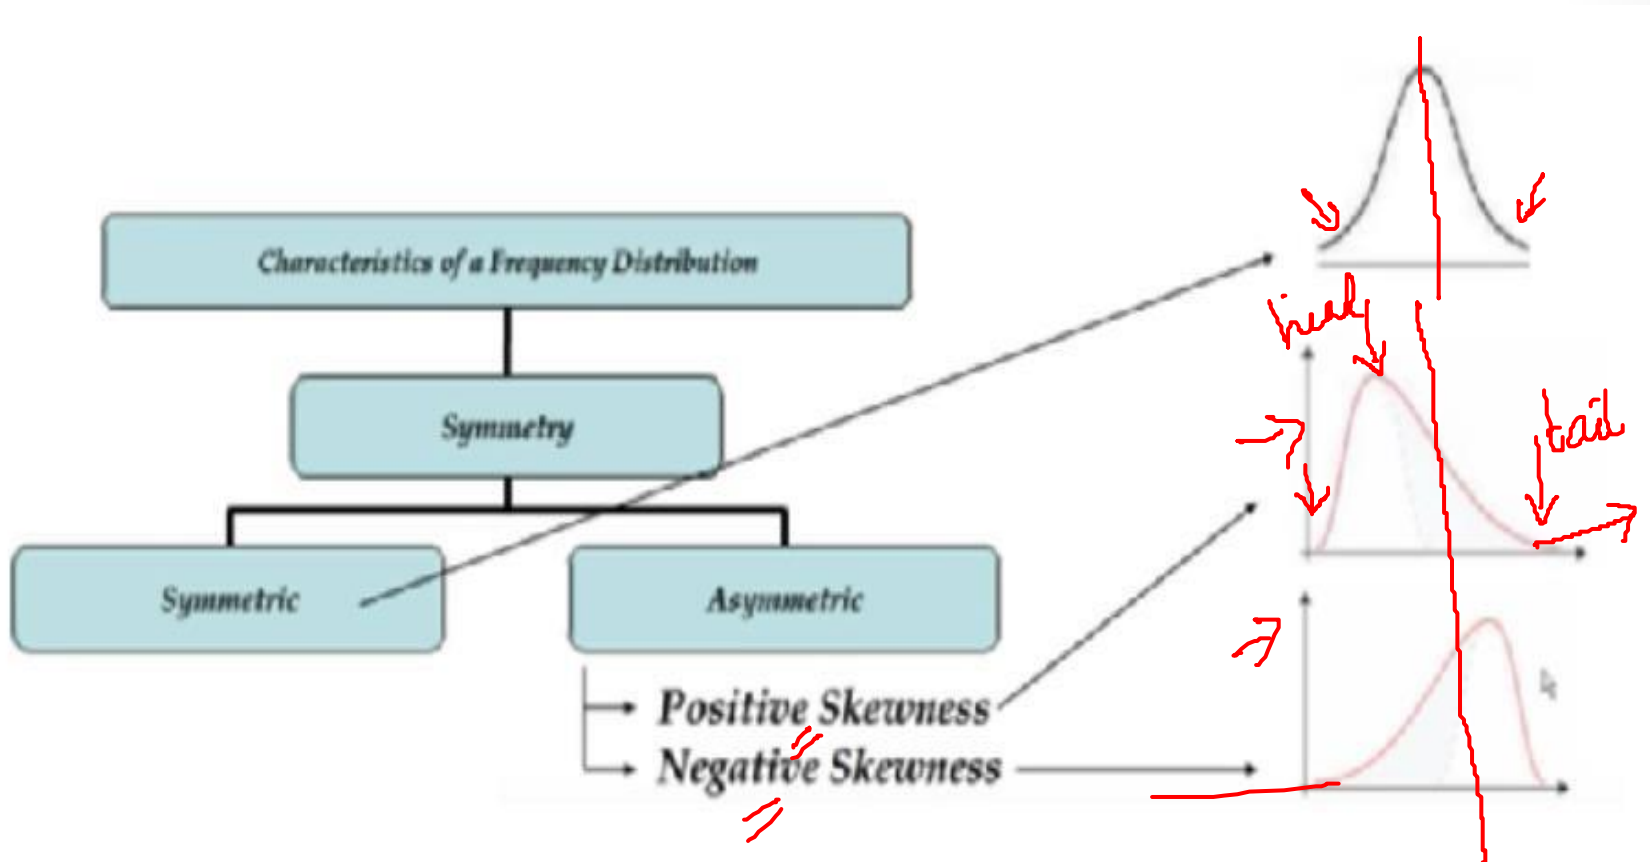 Characteristics of a Frequency Distribution
Symmetry
Symmetric
Asymmetric
Positive Skewness
Negative Skewness
head
tail